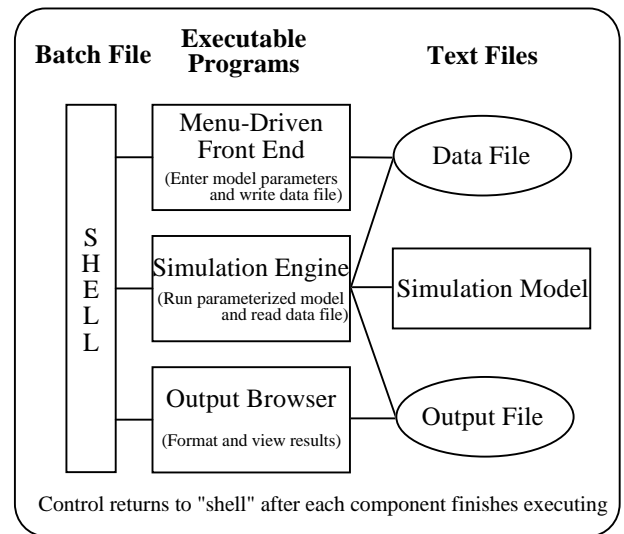 Batch File
Executable
Programs
Text Files
S
H
E
L
L
Menu-Driven
Front End
(Enter model parameters
and write data file)
Data File
Simulation Engine
(Run parameterized model
and read data file)
Simulation Model
Output Browser
(Format and view results)
Output File
Control returns to "shell" after each component finishes executing